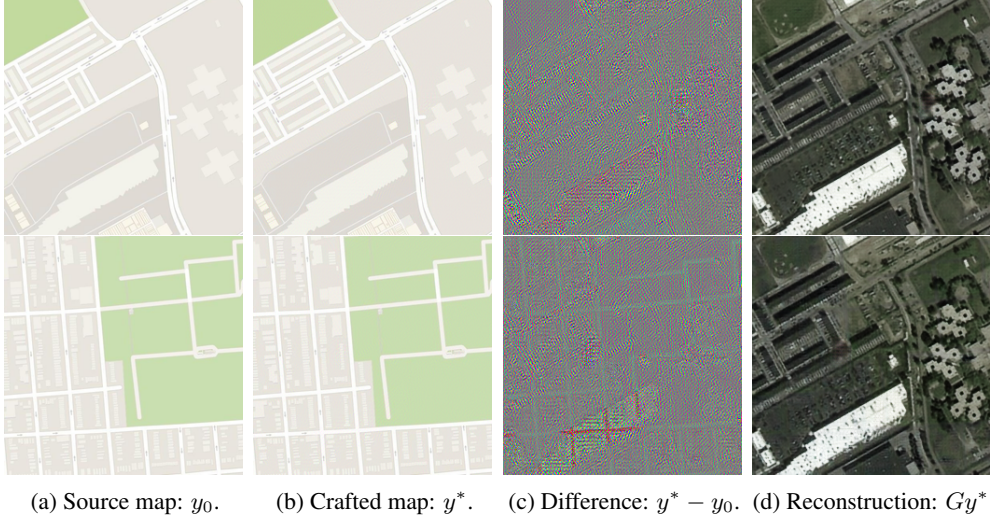 (a) Source map: y₀. (b) Crafted map: y*. (c) Difference: y* − y₀. (d) Reconstruction: Gy*